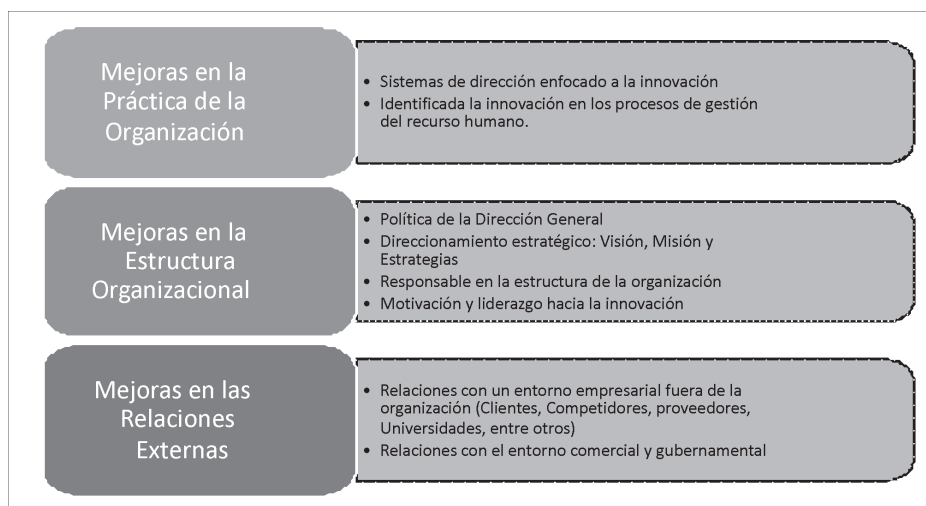 Mejoras en la
Práctica de la
Organización
• Sistemas de dirección enfocado a la innovación
• Identificada la innovación en los procesos de gestión
del recurso humano.
Mejoras en la
Estructura
Organizacional
• Política de la Dirección General
• Direccionamiento estratégico: Visión, Misión y
Estrategias
• Responsable en la estructura de la organización
• Motivación y liderazgo hacia la innovación
Mejoras en las
Relaciones
Externas
• Relaciones con un entorno empresarial fuera de la
organización (Clientes, Competidores, proveedores,
Universidades, entre otros)
• Relaciones con el entorno comercial y gubernamental